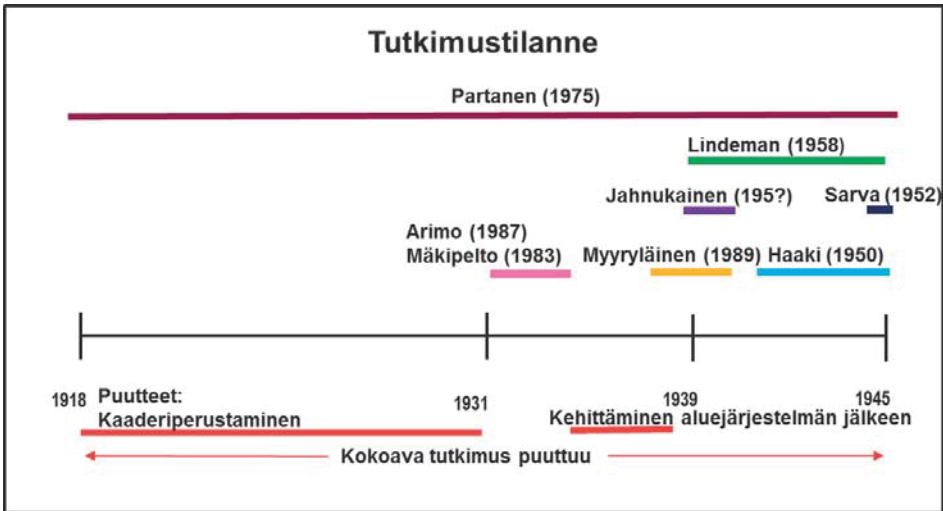 Tutkimustilanne
Partanen (1975)
Lindeman (1958)
Jahnukainen (195?)
Sarva (1952)
Arimo (1987)
Mäkipelto (1983)
Myyryläinen (1989)
Haaki (1950)
1918
1931
1939
1945
Puutteet:
Kaaderiperustaminen
Kehittäminen aluejärjestelmän jälkeen
Kokoava tutkimus puuttuu